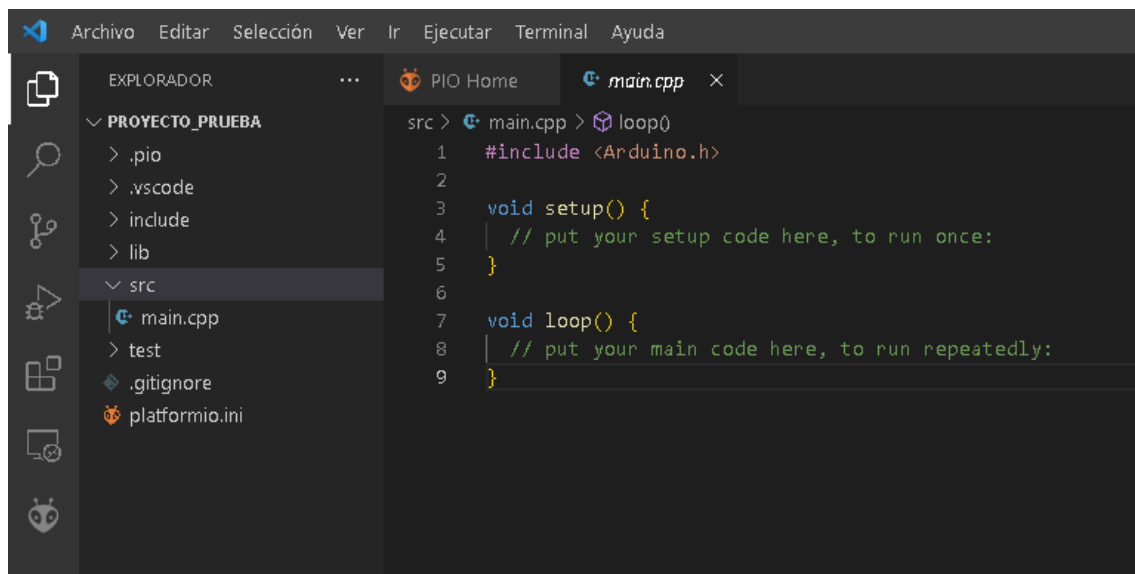 Archivo Editar Selección Ver Ir Ejecutar Terminal Ayuda
EXPLORADOR ···
PROYECTO_PRUEBA
.pio
.vscode
include
lib
src
main.cpp
test
.gitignore
platformio.ini
PIO Home main.cpp
src > main.cpp > loop()
1 #include <Arduino.h>
2
3 void setup() {
4 // put your setup code here, to run once:
5 }
6
7 void loop() {
8 // put your main code here, to run repeatedly:
9 }